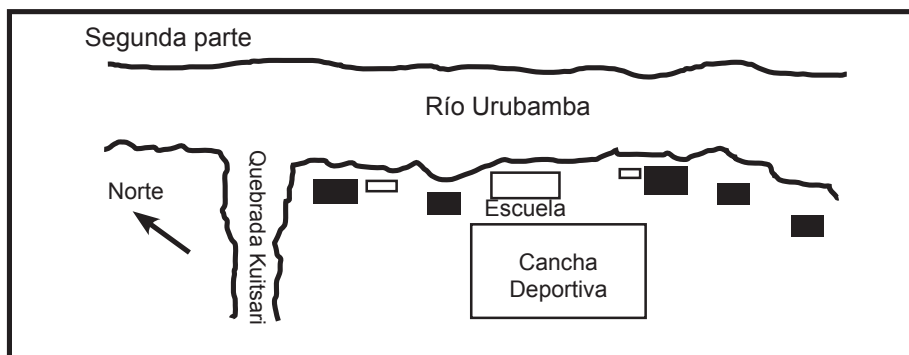 Segunda parte
Río Urubamba
Quebrada Kuitsari
Norte
Escuela
Cancha
Deportiva